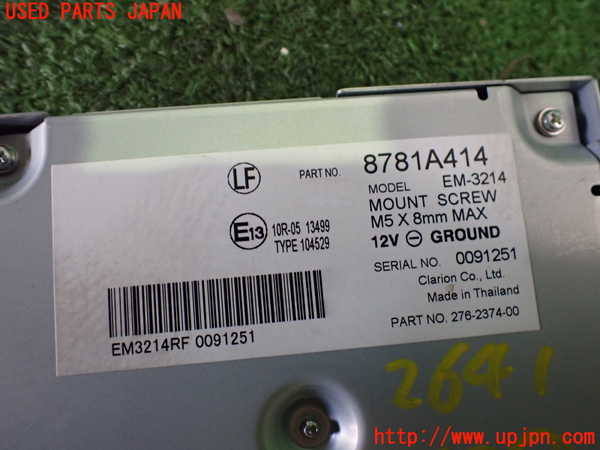 USED PARTS JAPAN
LF
PART NO. 8781A414
MODEL EM-3214
MOUNT SCREW
M5 X 8mm MAX
E13 10R-05 13499
TYPE 104529
12V ⊖ GROUND
SERIAL NO. 0091251
Clarion Co., Ltd.
Made in Thailand
PART NO. 276-2374-00
EM3214RF 0091251
2641
http://www.upjpn.com/